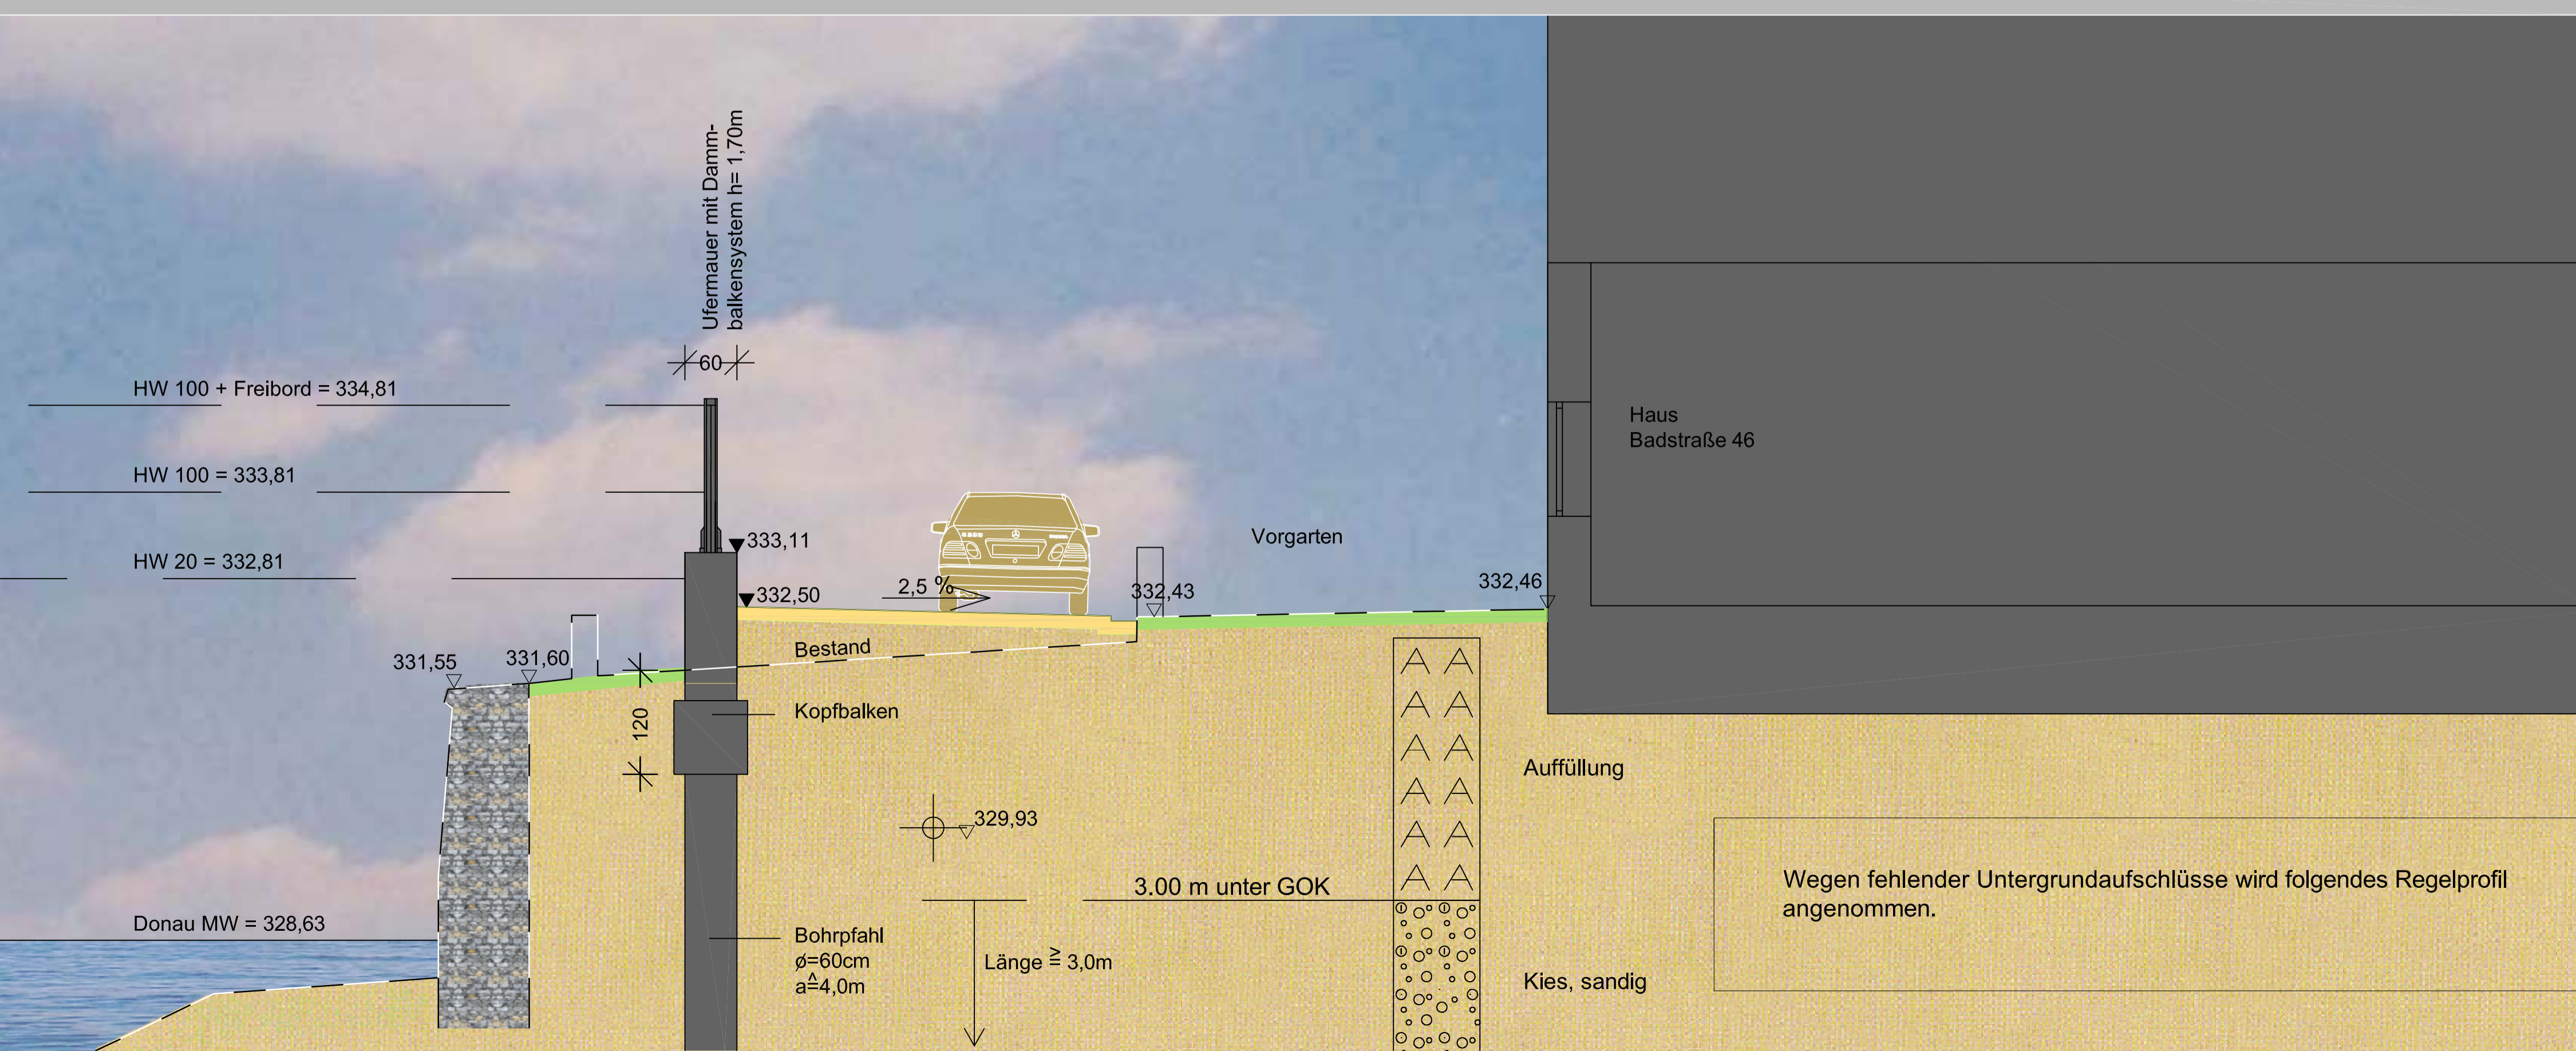 Ufermauer mit Damm-
balkensystem h= 1,70m
60
HW 100 + Freibord = 334,81
HW 100 = 333,81
HW 20 = 332,81
333,11
332,50
2,5 %
332,43
Vorgarten
332,46
Haus
Badstraße 46
331,55
331,60
Bestand
120
Kopfbalken
Auffüllung
329,93
3.00 m unter GOK
Wegen fehlender Untergrundaufschlüsse wird folgendes Regelprofil
angenommen.
Donau MW = 328,63
Bohrpfahl
ø=60cm
a≙4,0m
Länge ≧ 3,0m
Kies, sandig